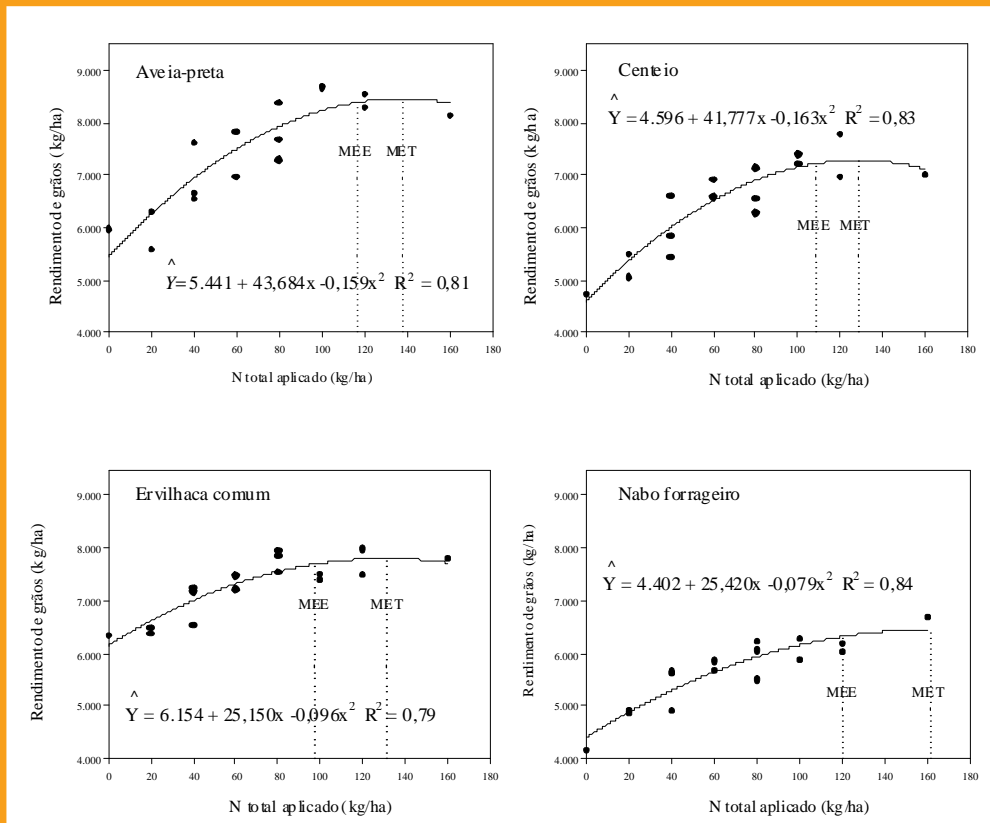 Aveia-preta
Rendimento de grãos (kg/ha)
9.000
8.000
7.000
6.000
5.000
4.000
MEE MET
^
Y=5.441 + 43,684x -0,159x² R² = 0,81
0 20 40 60 80 100 120 140 160 180
N total aplicado (kg/ha)
Centeio
^
Y = 4.596 + 41,777x -0,163x² R² = 0,83
Rendimento de grãos (kg/ha)
9.000
8.000
7.000
6.000
5.000
4.000
MEE MET
0 20 40 60 80 100 120 140 160 180
N total aplicado (kg/ha)
Ervilhaca comum
Rendimento de grãos (kg/ha)
9.000
8.000
7.000
6.000
5.000
4.000
MEE MET
^
Y = 6.154 + 25,150x -0,096x² R² = 0,79
0 20 40 60 80 100 120 140 160 180
N total aplicado (kg/ha)
Nabo forrageiro
^
Y = 4.402 + 25,420x -0,079x² R² = 0,84
Rendimento de grãos (kg/ha)
9.000
8.000
7.000
6.000
5.000
4.000
MEE MET
0 20 40 60 80 100 120 140 160 180
N total aplicado (kg/ha)